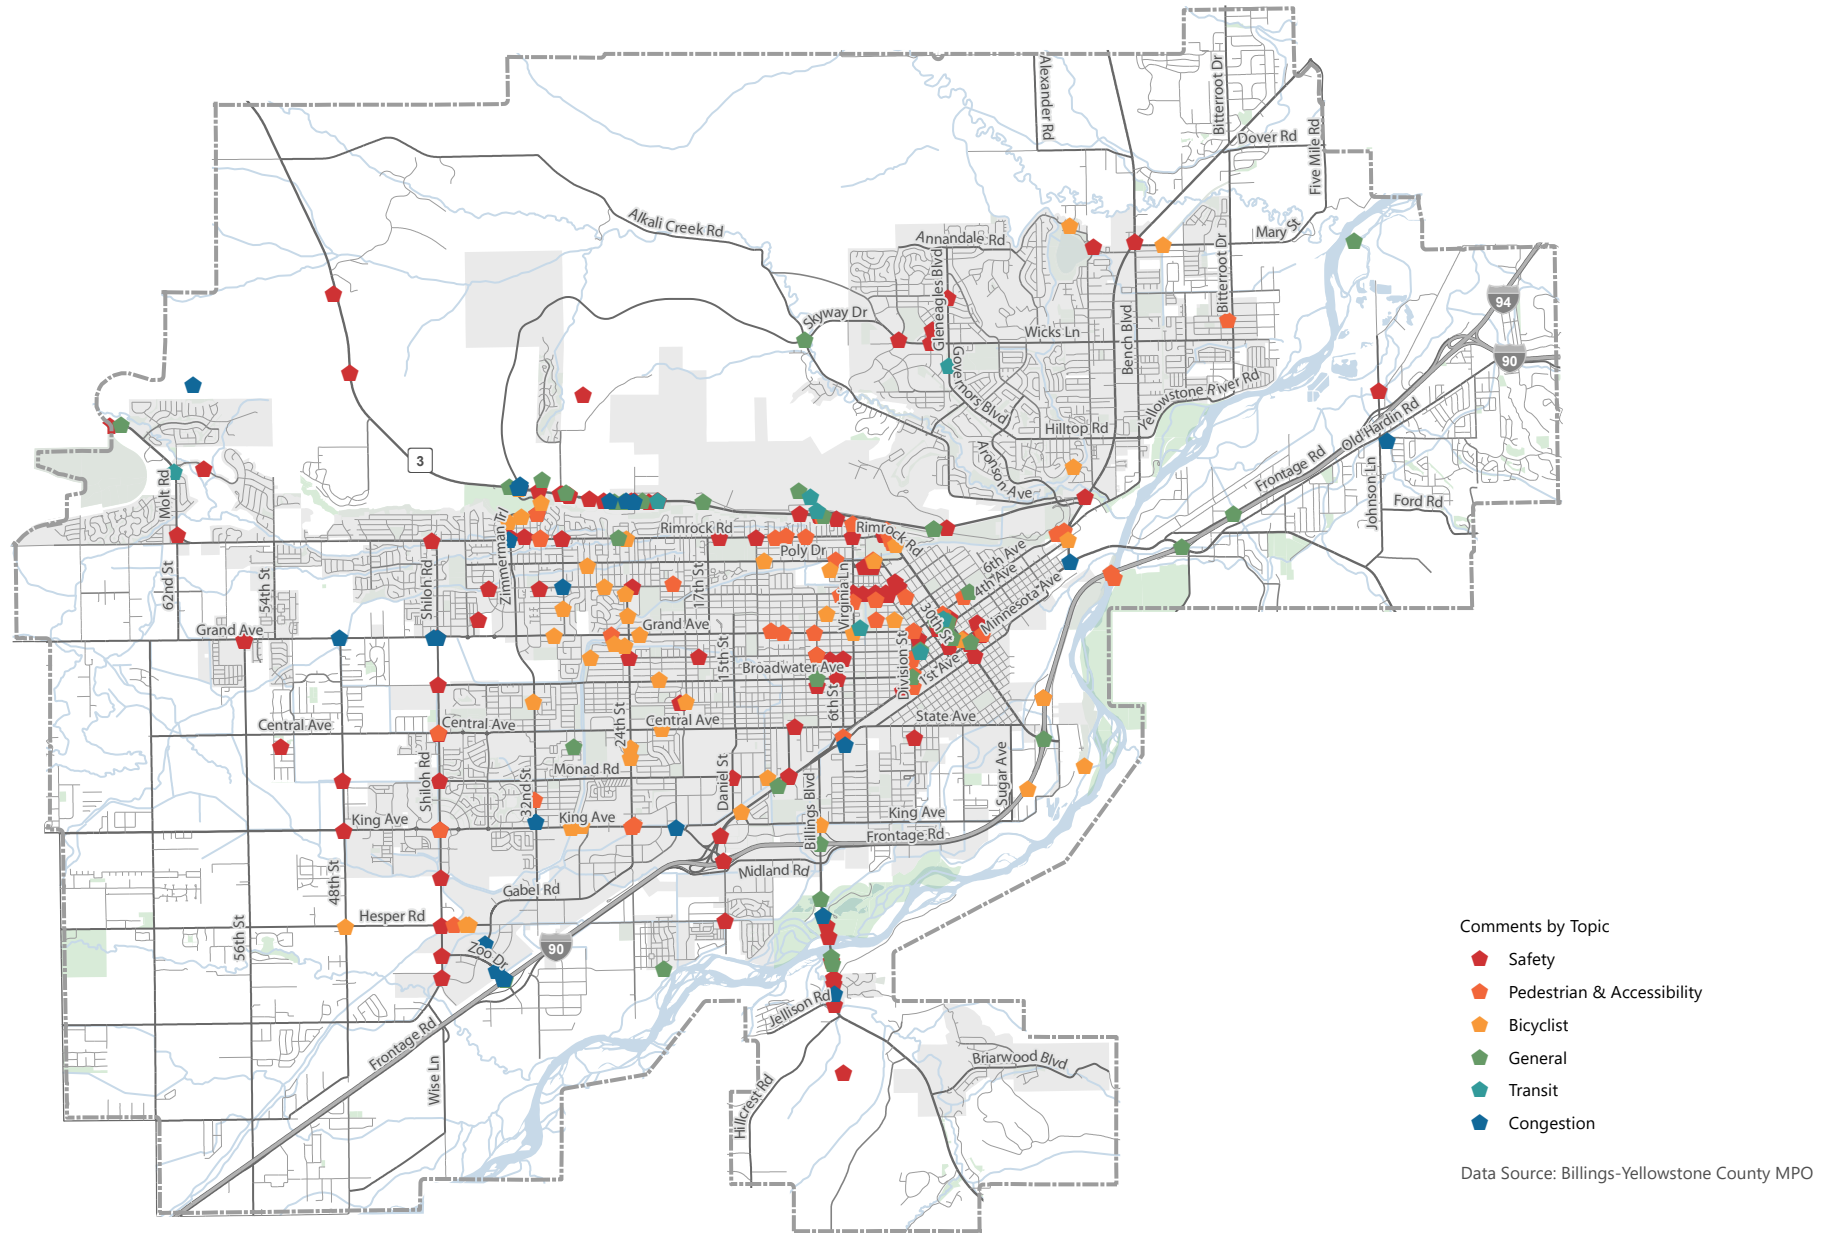 Alexander Rd
Bitterroot Dr
Dover Rd
Five Mile Rd
Alkali Creek Rd
Annandale Rd
Mary St
Gleneagles Blvd
Bitterroot Dr
94
Skyway Dr
Wicks Ln
Bench Blvd
90
Governors Blvd
Yellowstone River Rd
Hilltop Rd
Old Hardin Rd
3
Aronson Ave
Frontage Rd
Molt Rd
Johnson Ln
Ford Rd
Zimmerman Trl
Rimrock Rd
Rimrock Rd
Poly Dr
6th Ave
4th Ave
62nd St
54th St
Shiloh Rd
17th St
Virginia Ln
Minnesota Ave
30th St
Grand Ave
Grand Ave
15th St
Broadwater Ave
Division St
1st Ave
6th St
Central Ave
Central Ave
24th St
Central Ave
State Ave
Monad Rd
Shiloh Rd
32nd St
Daniel St
Billings Blvd
Sugar Ave
King Ave
King Ave
King Ave
Frontage Rd
Midland Rd
48th St
Gabel Rd
Hesper Rd
56th St
Zoo Dr
90
Jellison Rd
Frontage Rd
Wise Ln
Briarwood Blvd
Hillcrest Rd
Comments by Topic
Safety
Pedestrian & Accessibility
Bicyclist
General
Transit
Congestion
Data Source: Billings-Yellowstone County MPO